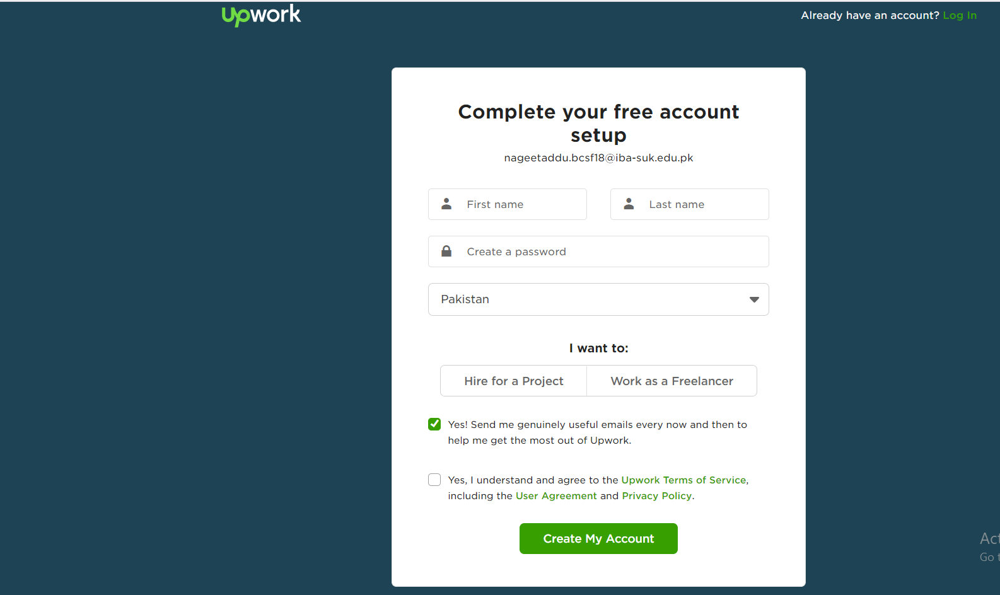 upwork
Already have an account? Log In
Complete your free account
setup
nageetaddu.bcsf18@iba-suk.edu.pk
First name
Last name
Create a password
Pakistan
I want to:
Hire for a Project
Work as a Freelancer
Yes! Send me genuinely useful emails every now and then to
help me get the most out of Upwork.
Yes, I understand and agree to the Upwork Terms of Service,
including the User Agreement and Privacy Policy.
Create My Account
Go